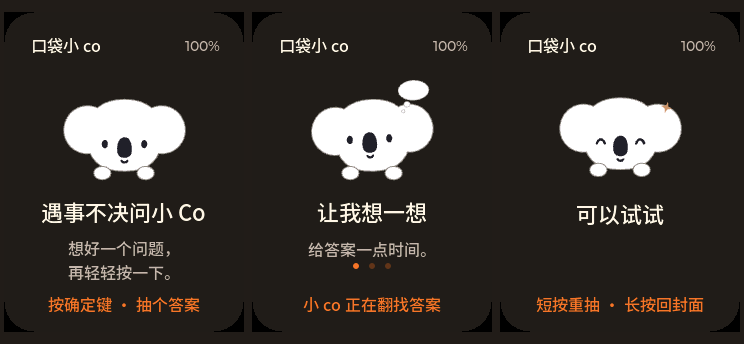 口袋小 co 100%
遇事不决问小 Co
想好一个问题，
再轻轻按一下。
按确定键 · 抽个答案
口袋小 co 100%
让我想一想
给答案一点时间。
小 co 正在翻找答案
口袋小 co 100%
可以试试
短按重抽 · 长按回封面